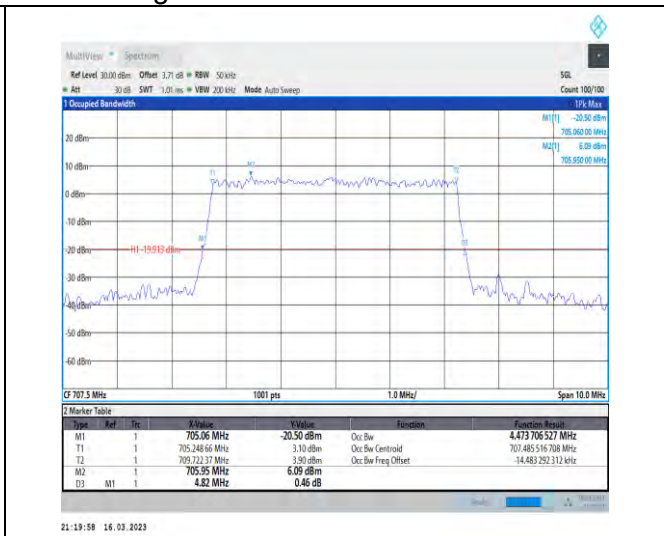 MultiView Spectrum
Ref Level 30.00 dBm Offset 3.71 dB RBW 50 kHz SGL
Att 30 dB SWT 1.01 ms VBW 200 kHz Mode Auto Sweep Count 100/100
1 Occupied Bandwidth 1Pk Max
M1[1] -20.50 dBm
705.060 00 MHz
M2[1] 6.09 dBm
705.950 00 MHz
20 dBm
10 dBm
0 dBm
-10 dBm
-20 dBm
-30 dBm
-40 dBm
-50 dBm
-60 dBm
T1 M2 T2
M1
H1 -19.913 dBm
CF 707.5 MHz 1001 pts 1.0 MHz/ Span 10.0 MHz
2 Marker Table
Type Ref Trc X-Value Y-Value Function Function Result
M1 1 705.06 MHz -20.50 dBm Occ Bw 4.473 706 527 MHz
T1 1 705.248 66 MHz 3.10 dBm Occ Bw Centroid 707.485 516 708 MHz
T2 1 709.722 37 MHz 3.90 dBm Occ Bw Freq Offset -14.483 292 312 kHz
M2 1 705.95 MHz 6.09 dBm
D3 M1 1 4.82 MHz 0.46 dB
21:19:58 16.03.2023